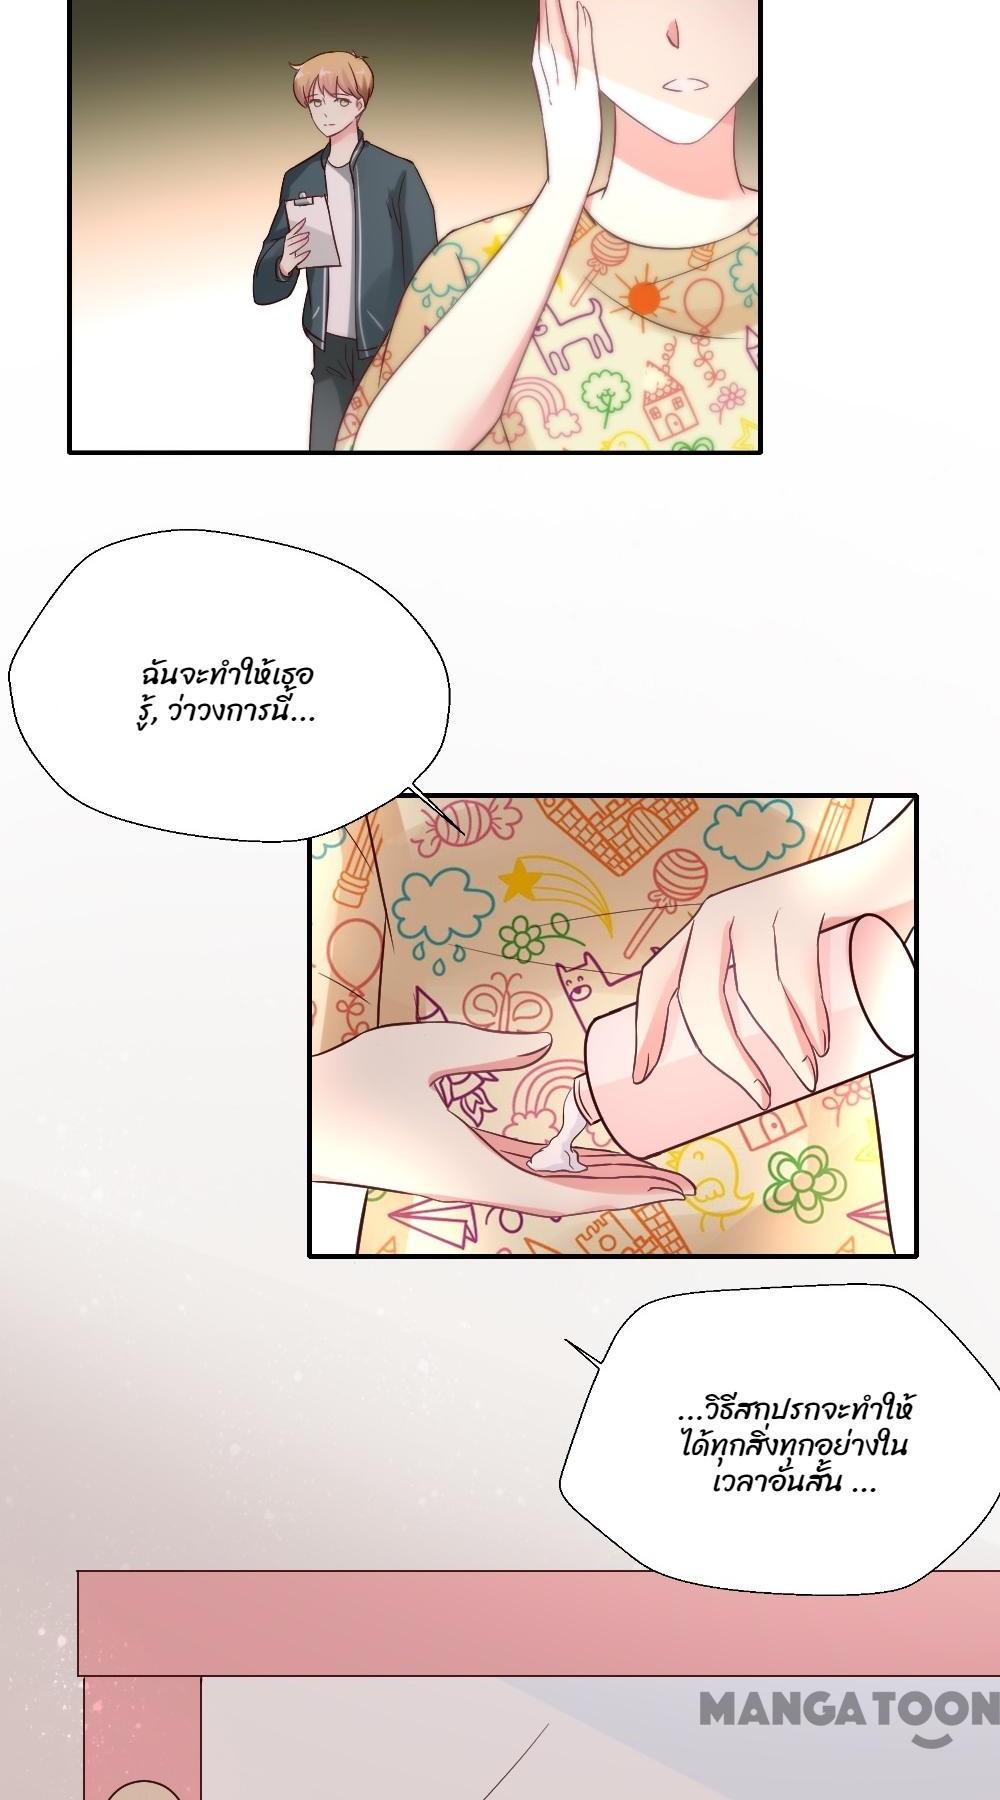 ฉันจะทำให้เธอ
รู้, ว่าวงการนี้...
...วิธีสกปรกจะทำให้
ได้ทุกสิ่งทุกอย่างใน
เวลาอันสั้น ...
MANGATOON